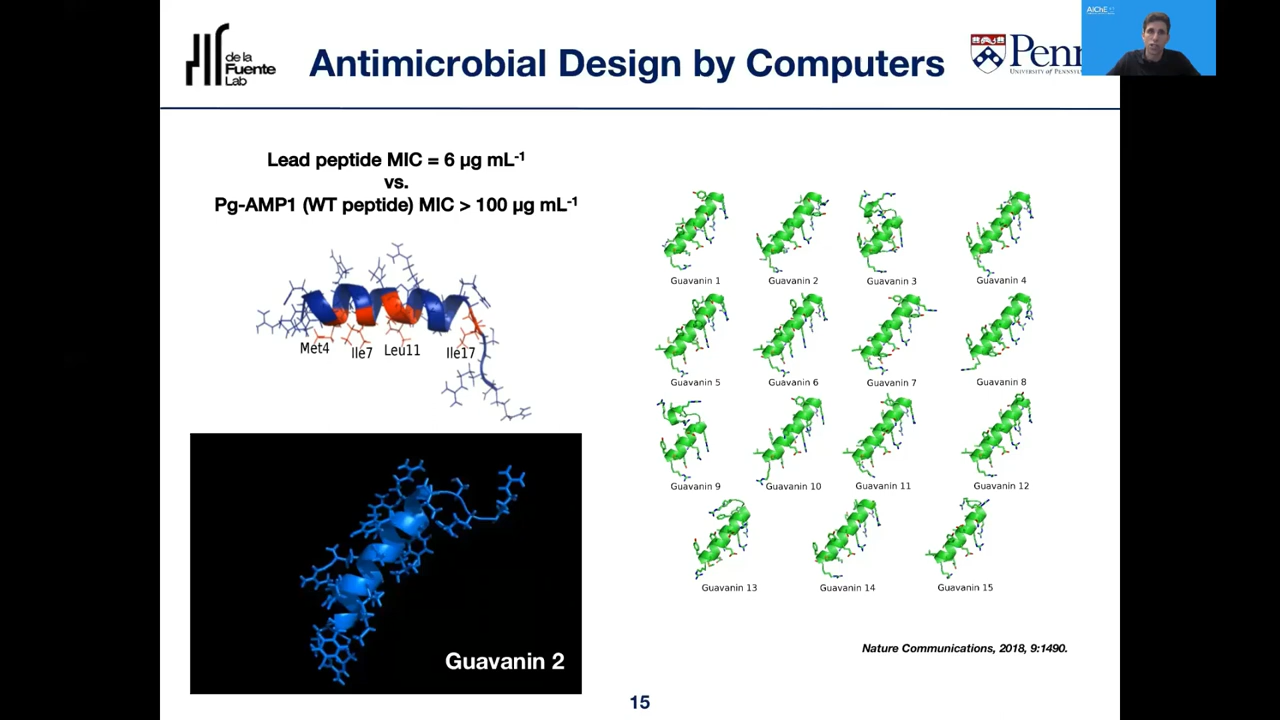 de la
Fuente
Lab
Antimicrobial Design by Computers
Penn
UNIVERSITY of PENNSYL
AIChE
Lead peptide MIC = 6 µg mL-1
vs.
Pg-AMP1 (WT peptide) MIC > 100 µg mL-1
Met4
Ile7
Leu11
Ile17
Guavanin 2
Guavanin 1
Guavanin 2
Guavanin 3
Guavanin 4
Guavanin 5
Guavanin 6
Guavanin 7
Guavanin 8
Guavanin 9
Guavanin 10
Guavanin 11
Guavanin 12
Guavanin 13
Guavanin 14
Guavanin 15
Nature Communications, 2018, 9:1490.
15